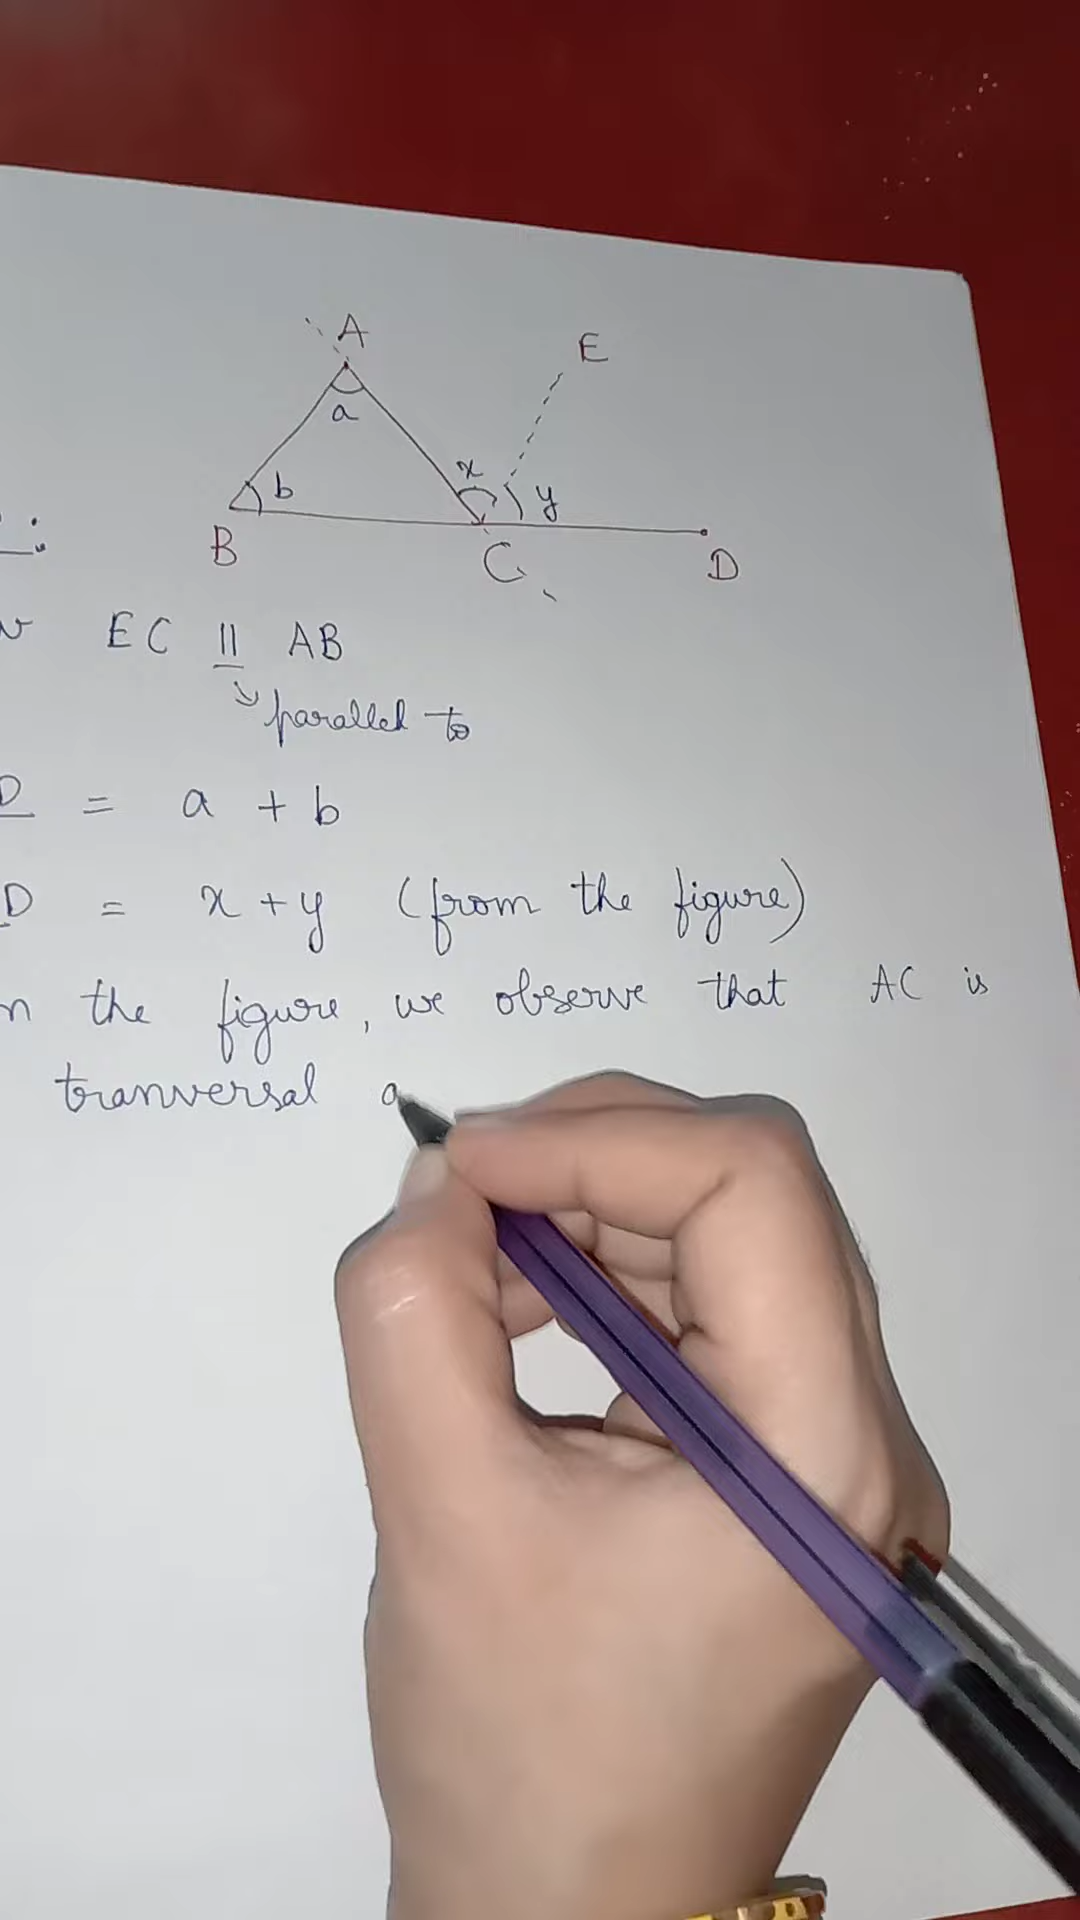 A
E
a
x
b
y
B
C
D
EC || AB
parallel to
D = a + b
D = x + y (from the figure)
the figure, we observe that AC is
tranversal a